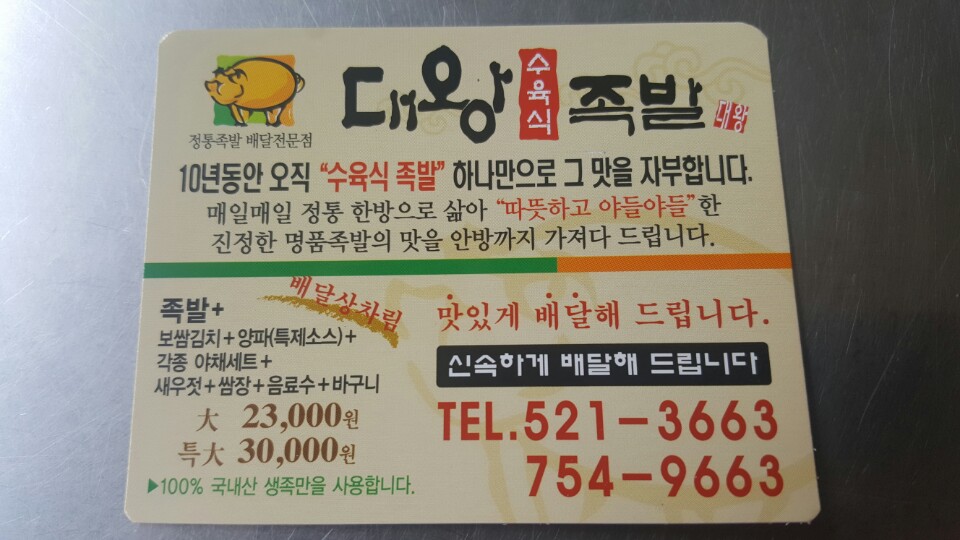 대왕 수육식 족발 대왕
정통족발 배달전문점
10년동안 오직 "수육식 족발" 하나만으로 그 맛을 자부합니다.
매일매일 정통 한방으로 삶아 "따뜻하고 야들야들"한
진정한 명품족발의 맛을 안방까지 가져다 드립니다.
배달상차림
족발+
보쌈김치+양파(특제소스)+
각종 야채세트+
새우젓+쌈장+음료수+바구니
大 23,000원
특大 30,000원
▶100% 국내산 생족만을 사용합니다.
맛있게 배달해 드립니다.
신속하게 배달해 드립니다
TEL.521-3663
754-9663